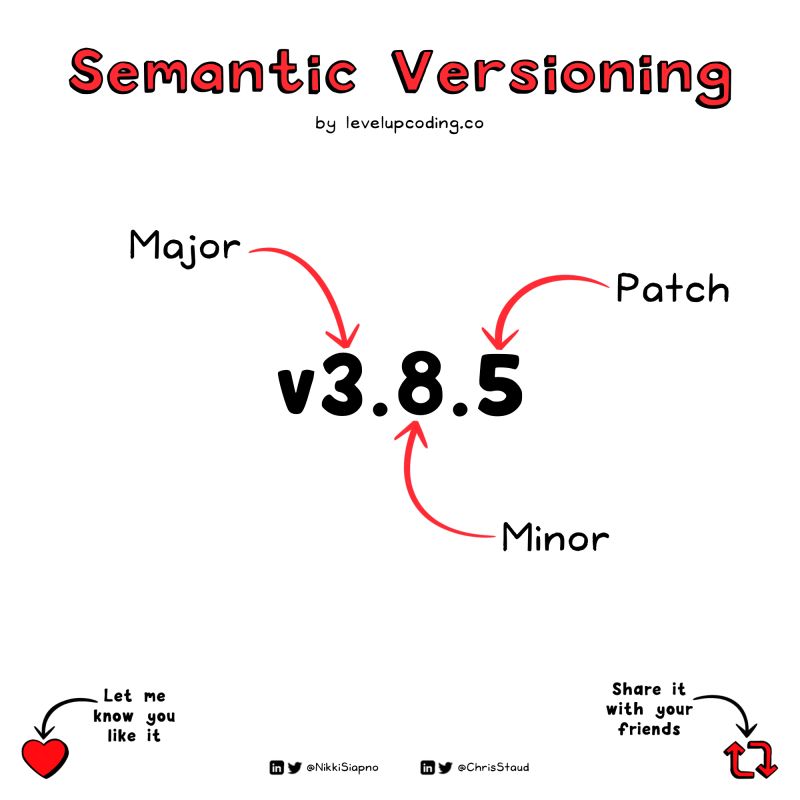 Semantic Versioning
by levelupcoding.co
Major
Patch
v3.8.5
Minor
Let me
know you
like it
Share it
with your
friends
@NikkiSiapno
@ChrisStaud